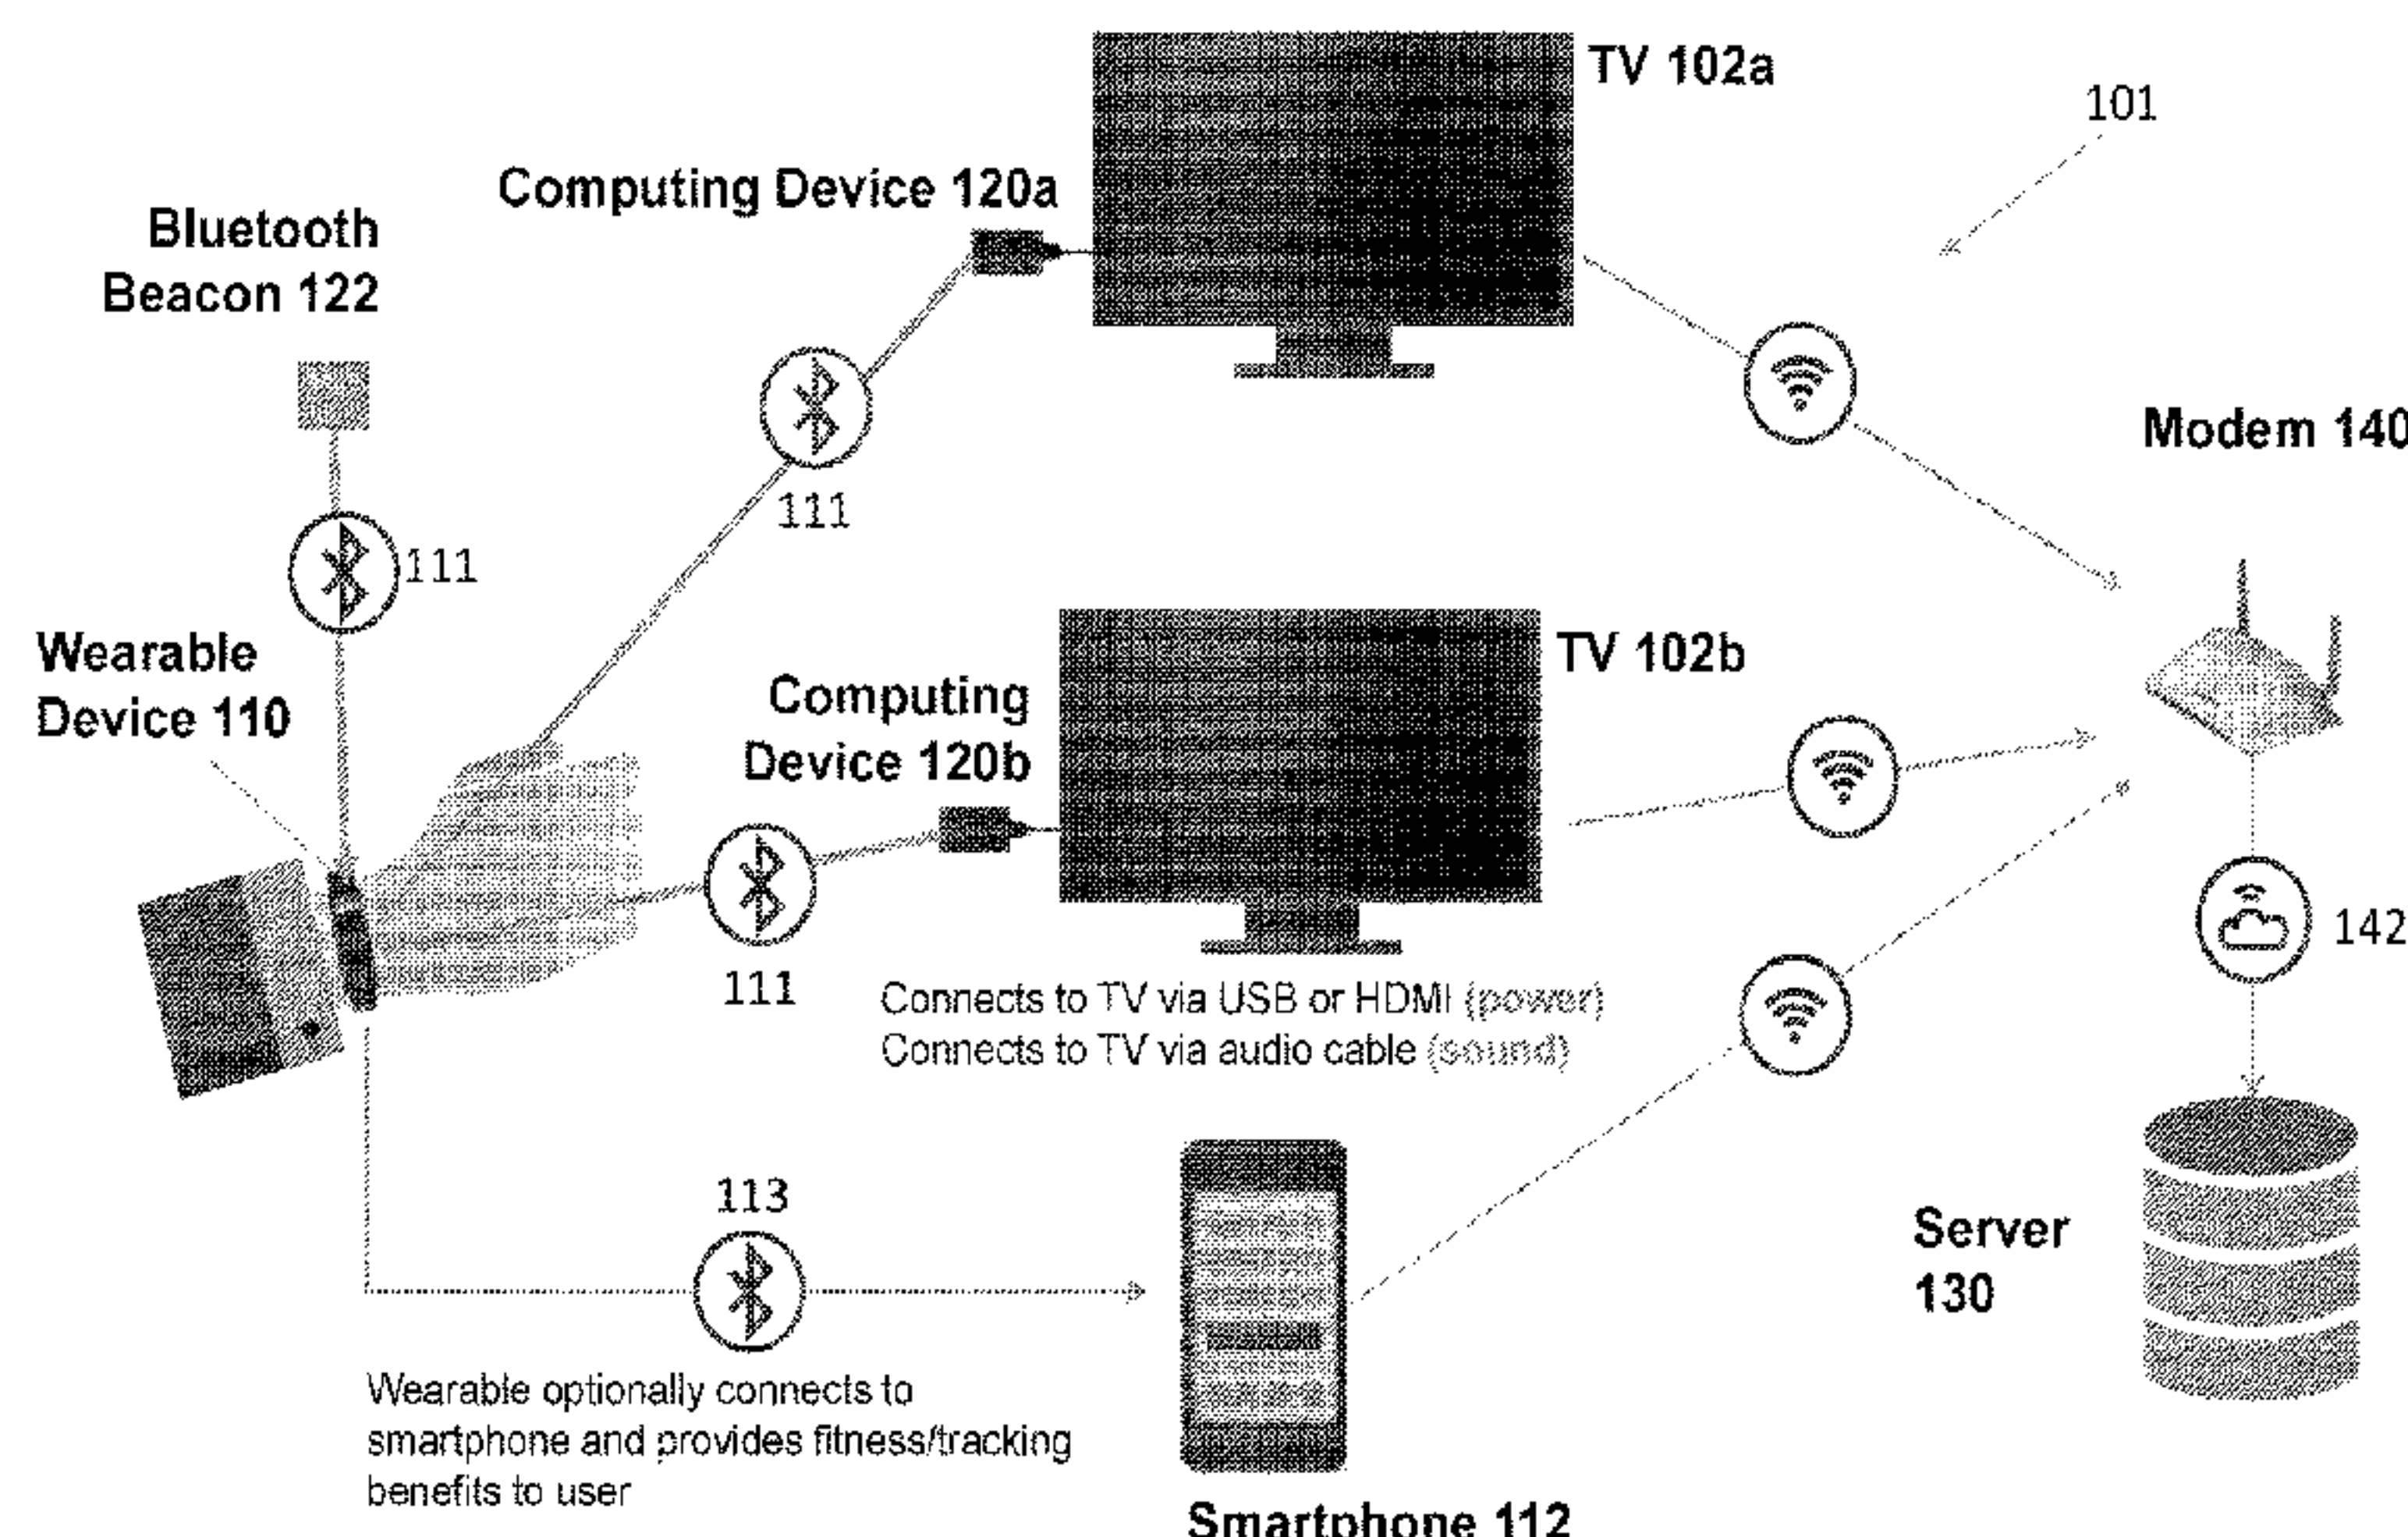 TV 102a
101
Computing Device 120a
Bluetooth
Beacon 122
Modem 140
111
111
Wearable
Device 110
TV 102b
Computing
Device 120b
142
111
Connects to TV via USB or HDMI (power)
Connects to TV via audio cable (sound)
113
Server
130
Wearable optionally connects to
smartphone and provides fitness/tracking
benefits to user
Smartphone 112